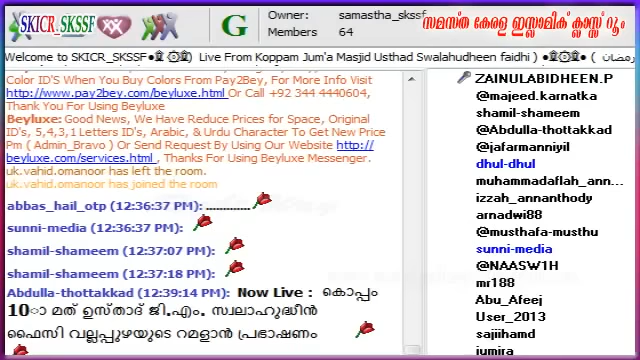 SKICR_SKSSF
G
Owner: samastha_skssf
Members 64
സമസ്ത കേരള ഇസ്ലാമിക് ക്ലാസ്സ് റൂം
Welcome to SKICR_SKSSF
Live From Koppam Jum'a Masjid Usthad Swalahudheen faidhi )
Color ID'S When You Buy Colors From Pay2Bey, For More Info Visit
http://www.pay2bey.com/beyluxe.html Or Call +92 344 4440604,
Thank You For Using Beyluxe
Beyluxe: Good News, We Have Reduce Prices for Space, Original
ID's, 5,4,3,1 Letters ID's, Arabic, & Urdu Character To Get New Price
Pm ( Admin_Bravo ) Or Send Request By Using Our Website http://
beyluxe.com/services.html , Thanks For Using Beyluxe Messenger.
uk.vahid.omanoor has left the room.
uk.vahid.omanoor has joined the room
abbas_hail_otp (12:36:37 PM): .............
sunni-media (12:36:37 PM):
shamil-shameem (12:37:07 PM):
shamil-shameem (12:37:18 PM):
Abdulla-thottakkad (12:39:14 PM): Now Live : കൊപ്പം
10ാ മത് ഉസ്താദ് ജി.എം. സ്വലാഹുദ്ധീൻ
ഫൈസി വല്ലപ്പുഴയുടെ റമളാൻ പ്രഭാഷണം
ZAINULABIDHEEN.P
@majeed.karnatka
shamil-shameem
@Abdulla-thottakkad
@jafarmanniyil
dhul-dhul
muhammadaflah_ann...
izzah_annanthody
arnadwi88
@musthafa-musthu
sunni-media
@NAASW1H
mr188
Abu_Afeej
User_2013
sajiihamd
jumira